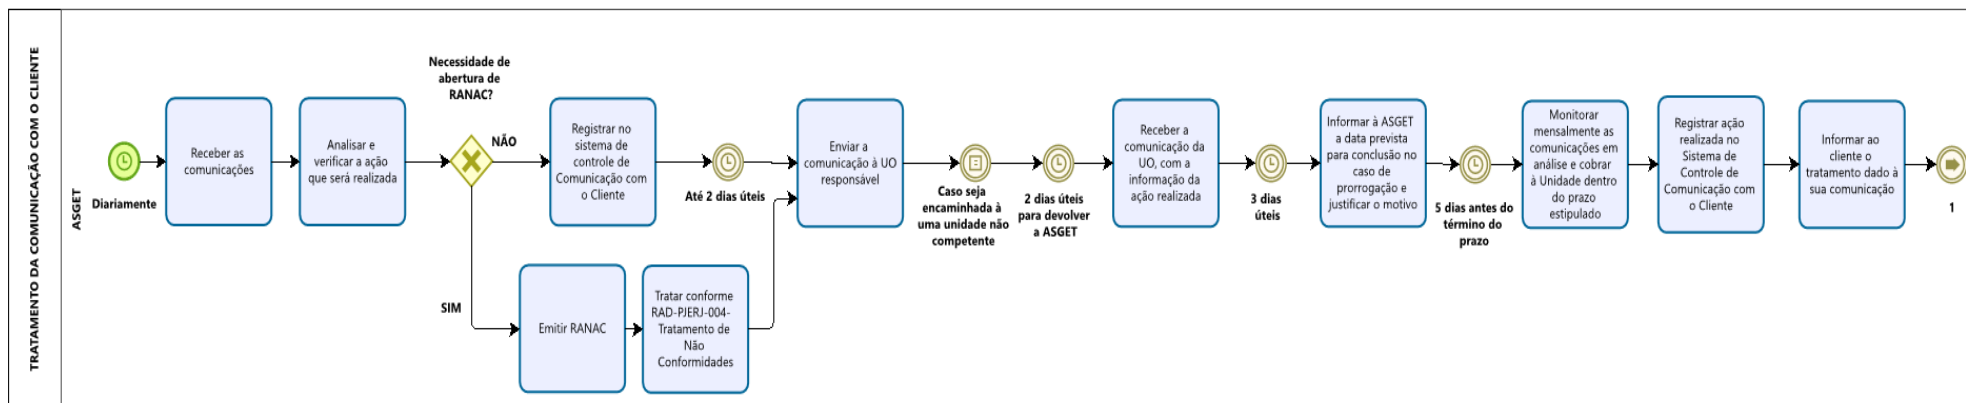 TRATAMENTO DA COMUNICAÇÃO COM O CLIENTE
ASGET
Diariamente
Receber as
comunicações
Analisar e
verificar a ação
que será realizada
Necessidade de
abertura de
RANAC?
NÃO
SIM
Registrar no
sistema de
controle de
Comunicação com
o Cliente
Até 2 dias úteis
Emitir RANAC
Tratar conforme
RAD-PJERJ-004-
Tratamento de
Não
Conformidades
Enviar a
comunicação à UO
responsável
Caso seja
encaminhada à
uma unidade não
competente
2 dias úteis
para devolver
a ASGET
Receber a
comunicação da
UO, com a
informação da
ação realizada
3 dias
úteis
Informar à ASGET
a data prevista
para conclusão no
caso de
prorrogação e
justificar o motivo
5 dias antes do
término do
prazo
Monitorar
mensalmente as
comunicações em
análise e cobrar
à Unidade dentro
do prazo
estipulado
Registrar ação
realizada no
Sistema de
Controle de
Comunicação com
o Cliente
Informar ao
cliente o
tratamento dado à
sua comunicação
1